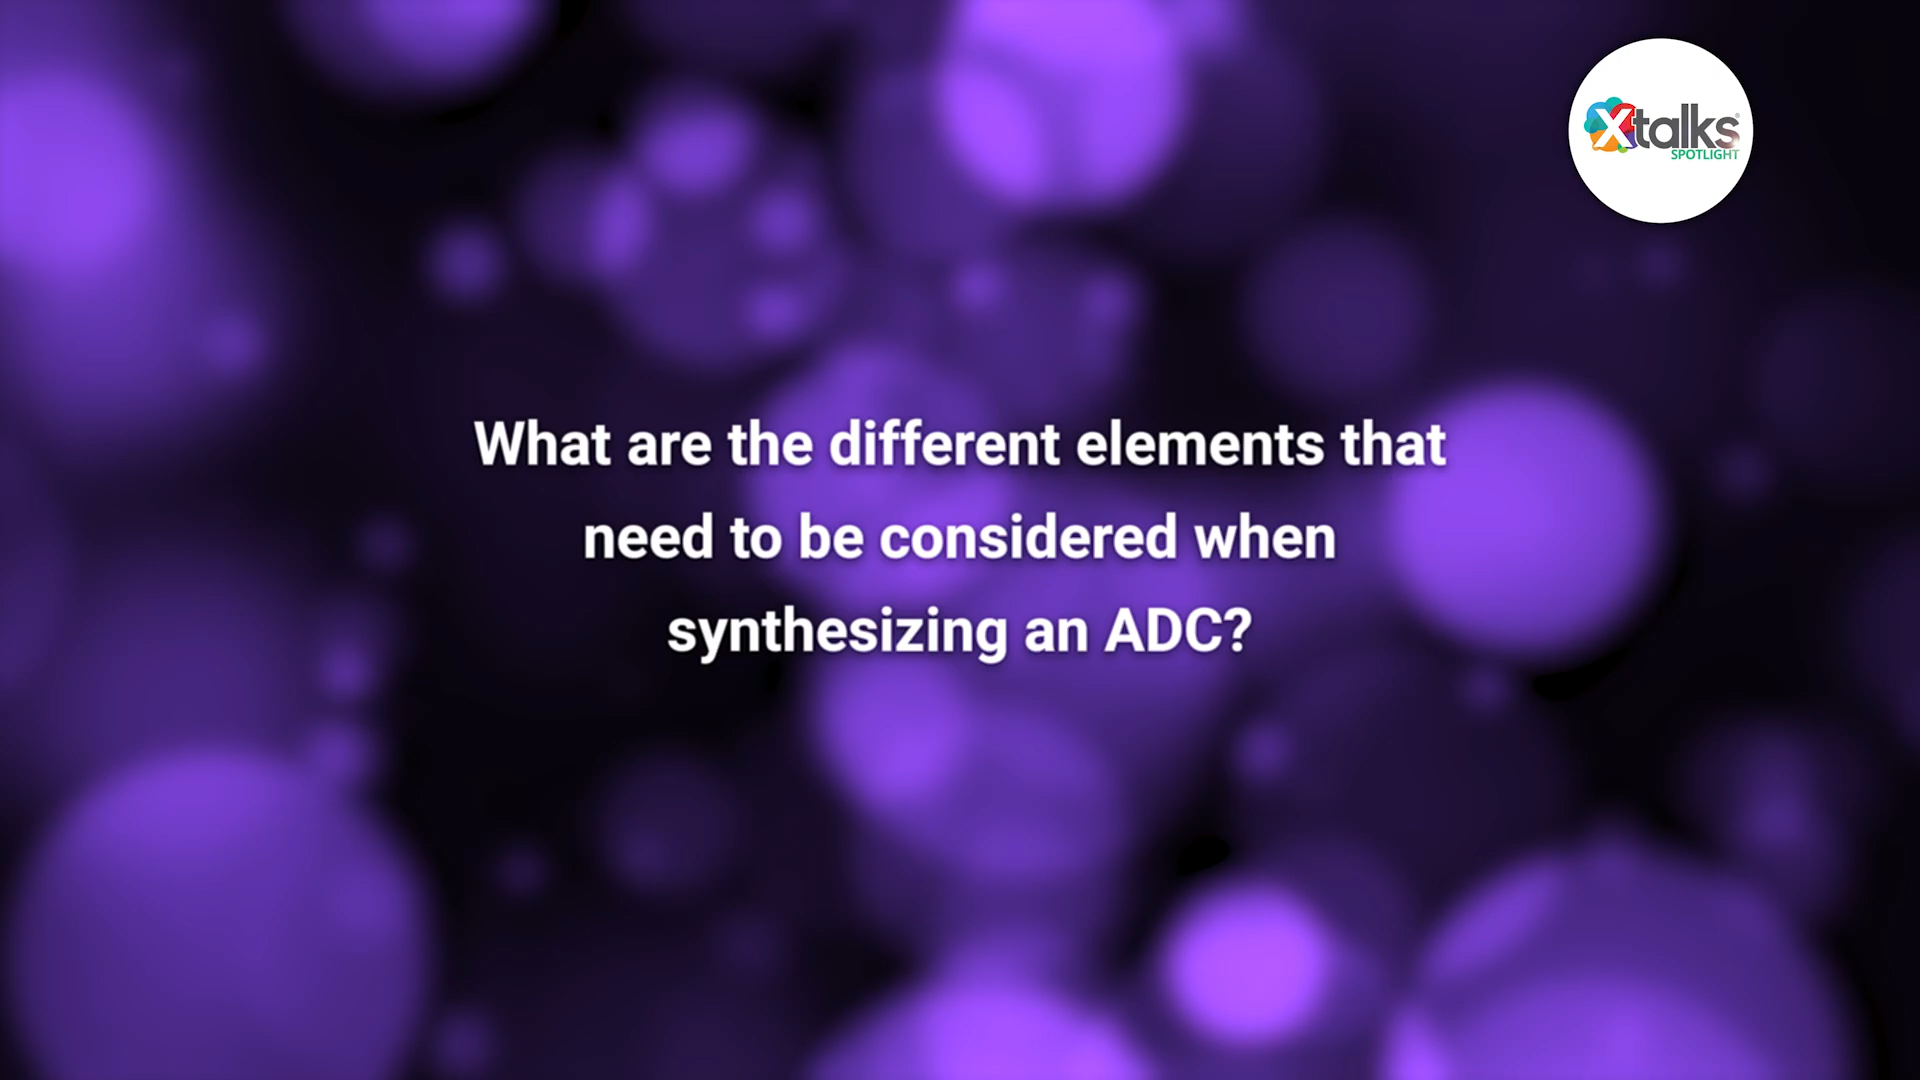 Xtalks
SPOTLIGHT
What are the different elements that
need to be considered when
synthesizing an ADC?